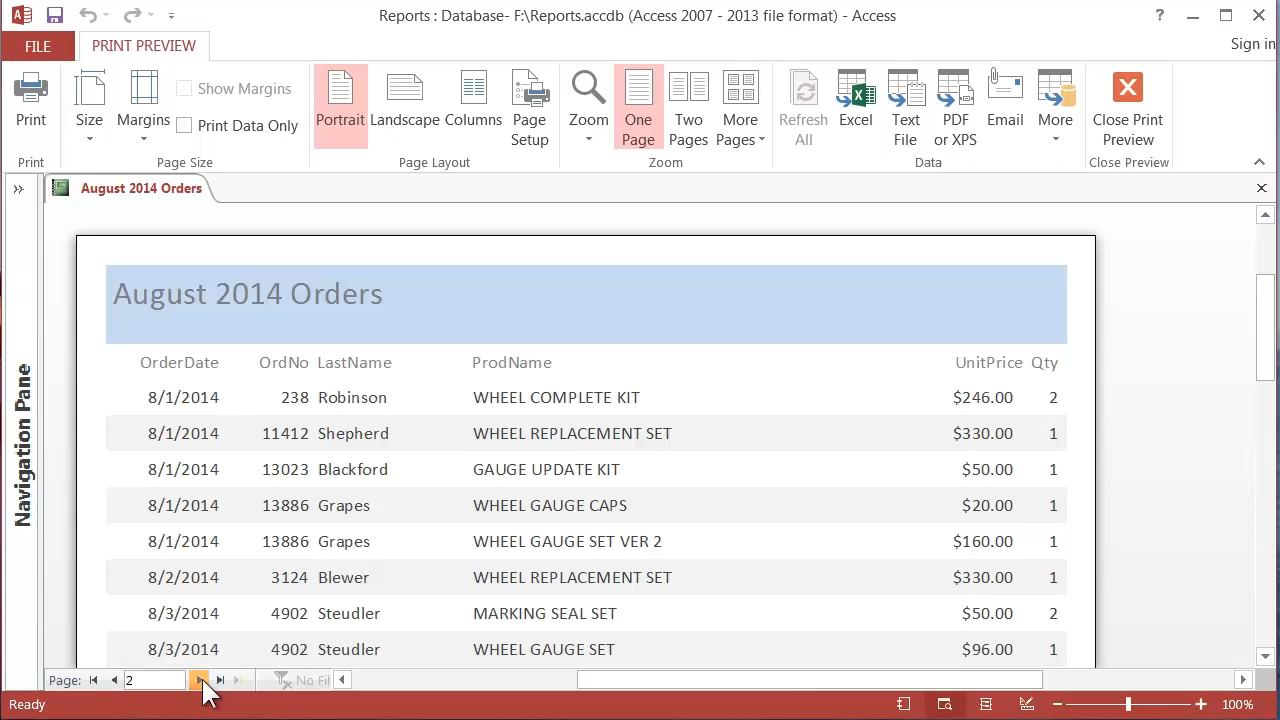 Reports : Database- F:\Reports.accdb (Access 2007 - 2013 file format) - Access
?
FILE
PRINT PREVIEW
Sign in
Print
Size
Margins
Show Margins
Print Data Only
Portrait
Landscape
Columns
Page Setup
Zoom
One Page
Two Pages
More Pages
Refresh All
Excel
Text File
PDF or XPS
Email
More
Close Print Preview
Print
Page Size
Page Layout
Zoom
Data
Close Preview
August 2014 Orders
Navigation Pane
August 2014 Orders
OrderDate OrdNo LastName ProdName UnitPrice Qty
8/1/2014 238 Robinson WHEEL COMPLETE KIT $246.00 2
8/1/2014 11412 Shepherd WHEEL REPLACEMENT SET $330.00 1
8/1/2014 13023 Blackford GAUGE UPDATE KIT $50.00 1
8/1/2014 13886 Grapes WHEEL GAUGE CAPS $20.00 1
8/1/2014 13886 Grapes WHEEL GAUGE SET VER 2 $160.00 1
8/2/2014 3124 Blewer WHEEL REPLACEMENT SET $330.00 1
8/3/2014 4902 Steudler MARKING SEAL SET $50.00 2
8/3/2014 4902 Steudler WHEEL GAUGE SET $96.00 1
Page: 2 No Fil
Ready
100%